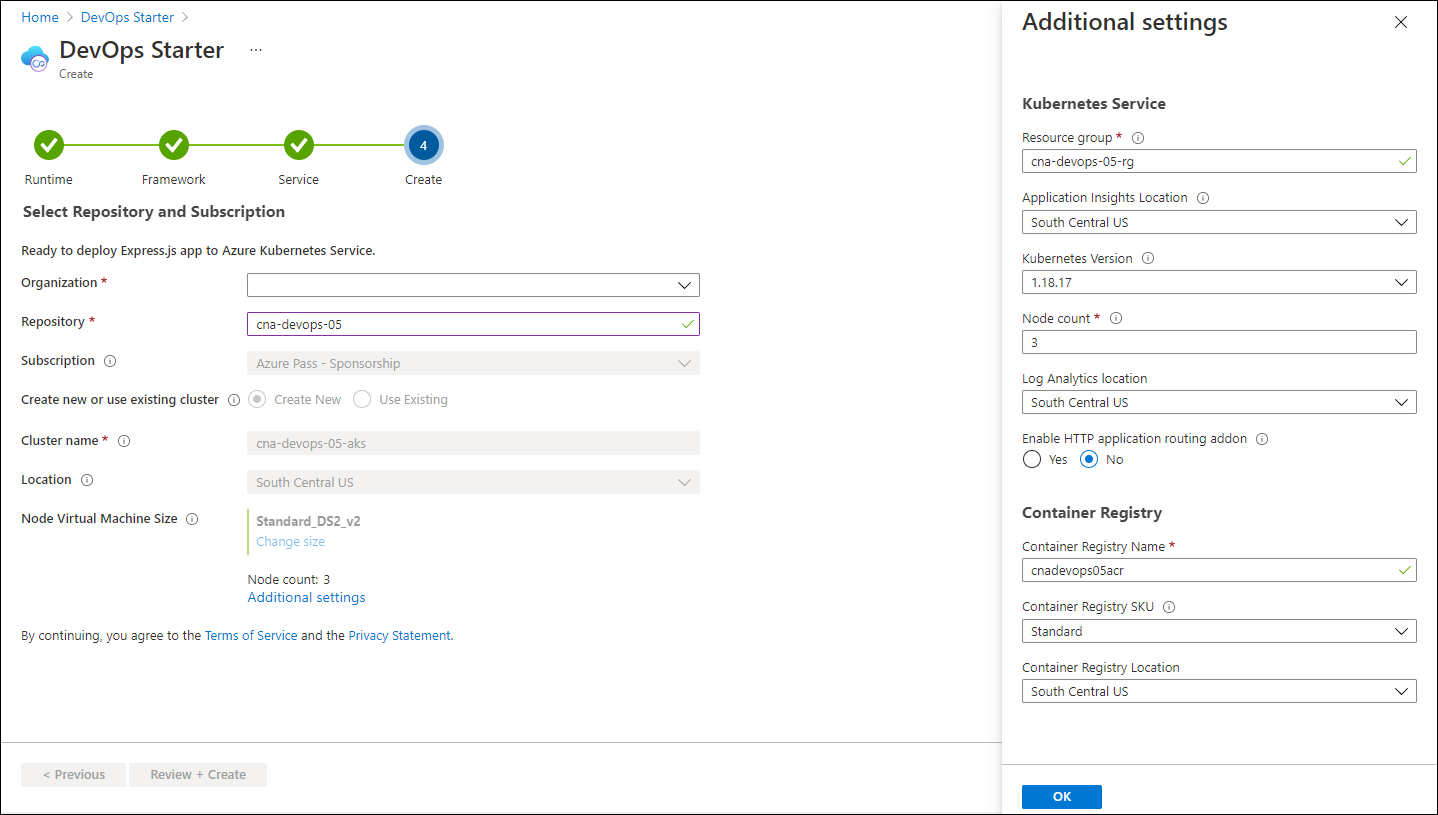 Home > DevOps Starter >
DevOps Starter ...
Create
4
Runtime Framework Service Create
Select Repository and Subscription
Ready to deploy Express.js app to Azure Kubernetes Service.
Organization *
Repository * cna-devops-05
Subscription Azure Pass - Sponsorship
Create new or use existing cluster Create New Use Existing
Cluster name * cna-devops-05-aks
Location South Central US
Node Virtual Machine Size Standard_DS2_v2
Change size
Node count: 3
Additional settings
By continuing, you agree to the Terms of Service and the Privacy Statement.
< Previous Review + Create
Additional settings
Kubernetes Service
Resource group *
cna-devops-05-rg
Application Insights Location
South Central US
Kubernetes Version
1.18.17
Node count *
3
Log Analytics location
South Central US
Enable HTTP application routing addon
Yes No
Container Registry
Container Registry Name *
cnadevops05acr
Container Registry SKU
Standard
Container Registry Location
South Central US
OK